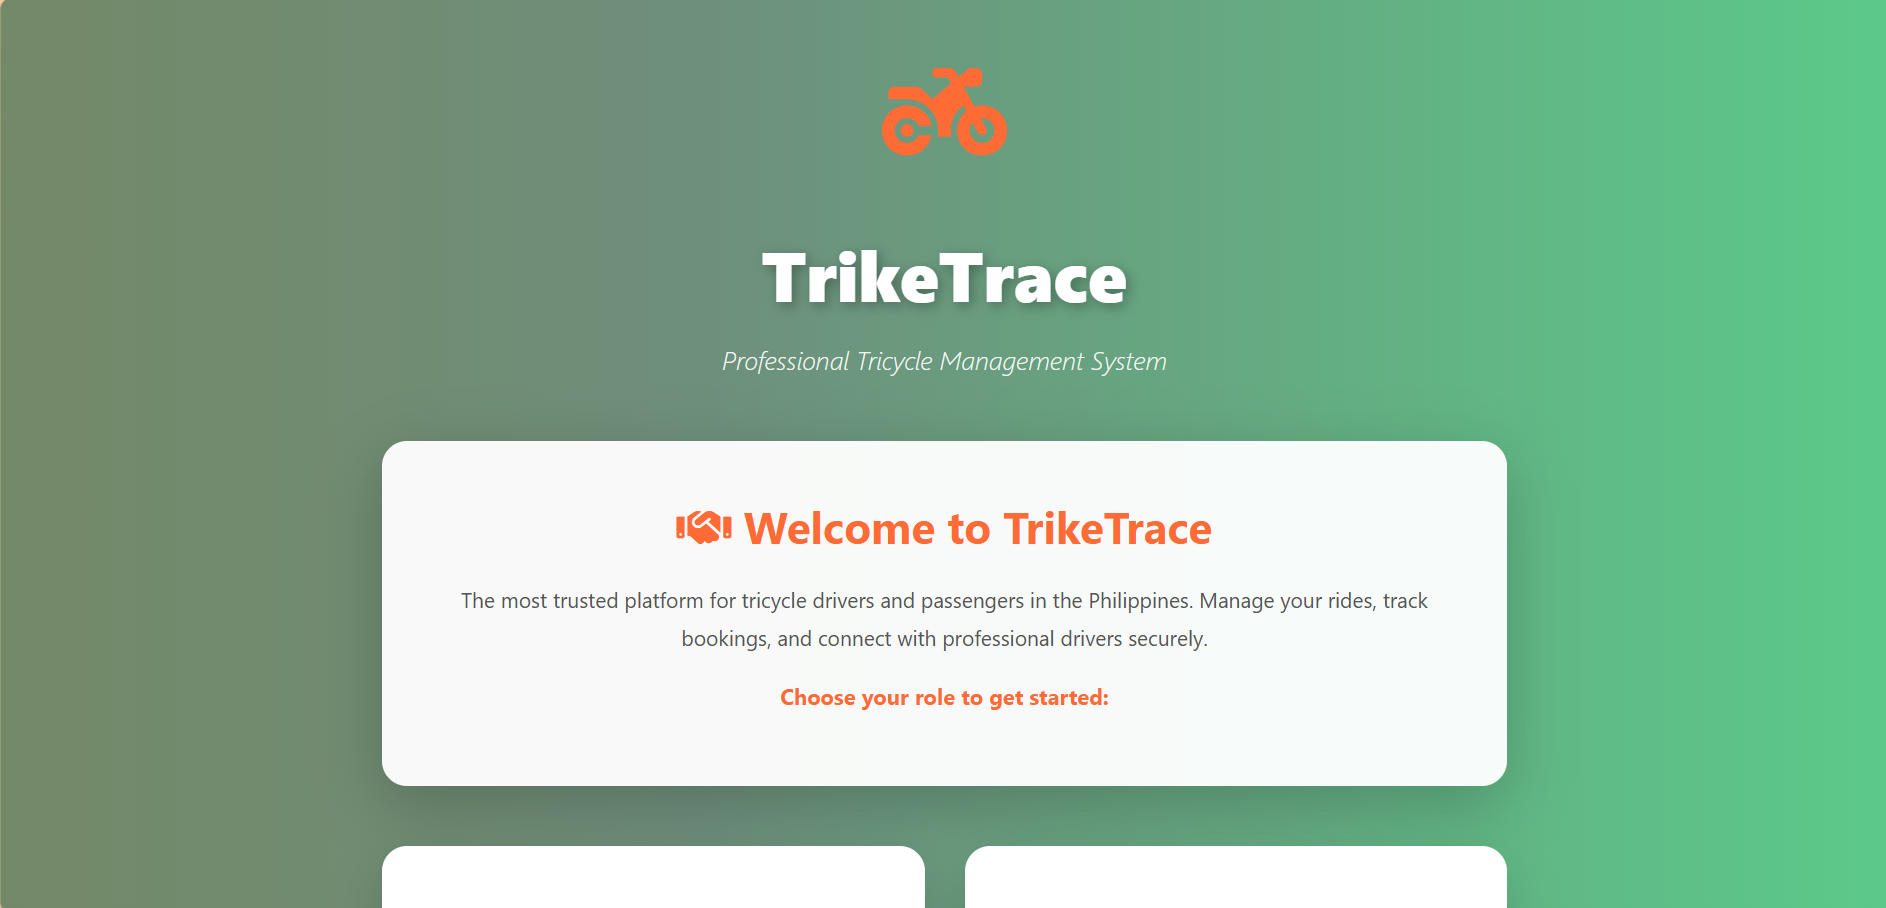 TrikeTrace
Professional Tricycle Management System
Welcome to TrikeTrace
The most trusted platform for tricycle drivers and passengers in the Philippines. Manage your rides, track
bookings, and connect with professional drivers securely.
Choose your role to get started: